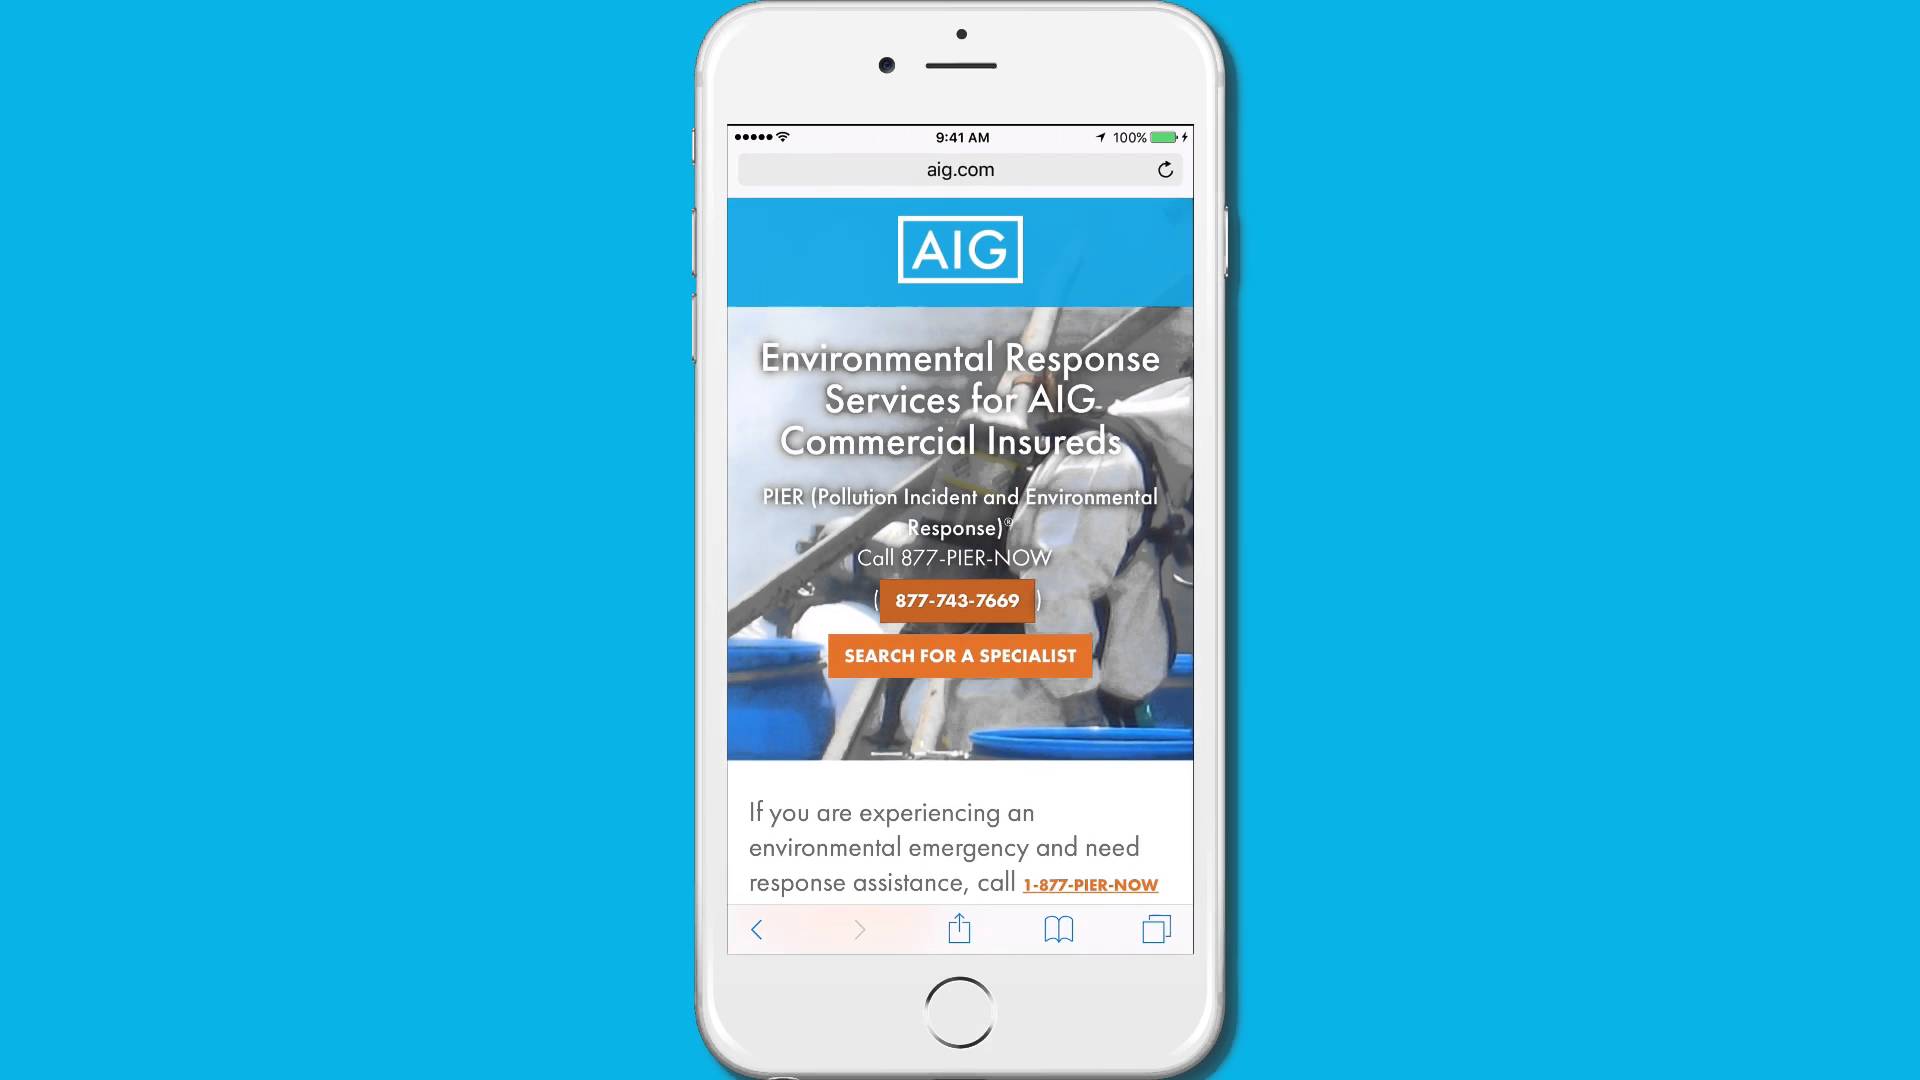 9:41 AM
100%
aig.com
AIG
Environmental Response
Services for AIG
Commercial Insureds
PIER (Pollution Incident and Environmental
Response)®
Call 877-PIER-NOW
( 877-743-7669 )
SEARCH FOR A SPECIALIST
If you are experiencing an
environmental emergency and need
response assistance, call 1-877-PIER-NOW